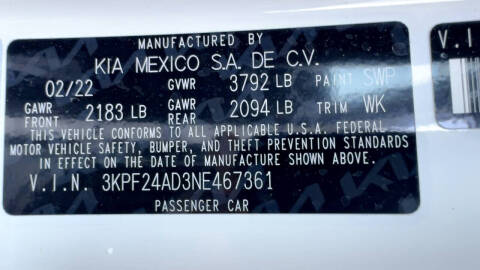 MANUFACTURED BY
KIA MEXICO S.A. DE C.V.
02/22 GVWR 3792 LB PAINT SWP
GAWR FRONT 2183 LB GAWR REAR 2094 LB TRIM WK
THIS VEHICLE CONFORMS TO ALL APPLICABLE U.S.A. FEDERAL
MOTOR VEHICLE SAFETY, BUMPER, AND THEFT PREVENTION STANDARDS
IN EFFECT ON THE DATE OF MANUFACTURE SHOWN ABOVE.
V.I.N. 3KPF24AD3NE467361
PASSENGER CAR
V.I.N